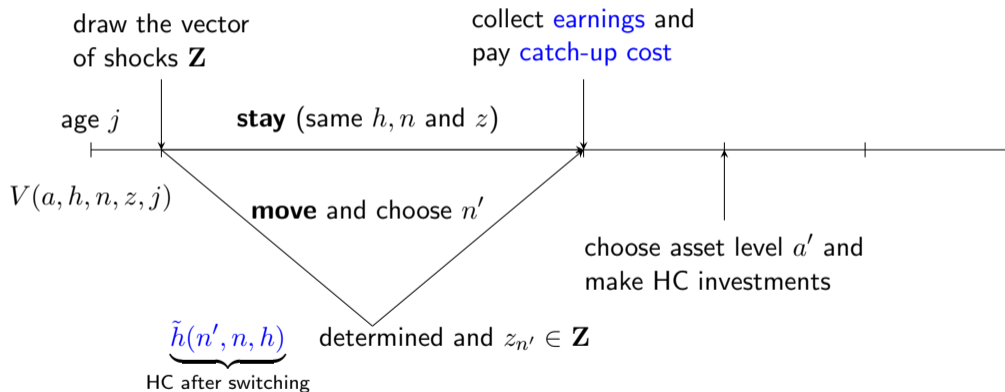 draw the vector
of shocks Z
collect earnings and
pay catch-up cost
age j
stay (same h, n and z)
V(a, h, n, z, j)
move and choose n′
choose asset level a′ and
make HC investments
h̃(n′, n, h) determined and zₙ′ ∈ Z
HC after switching